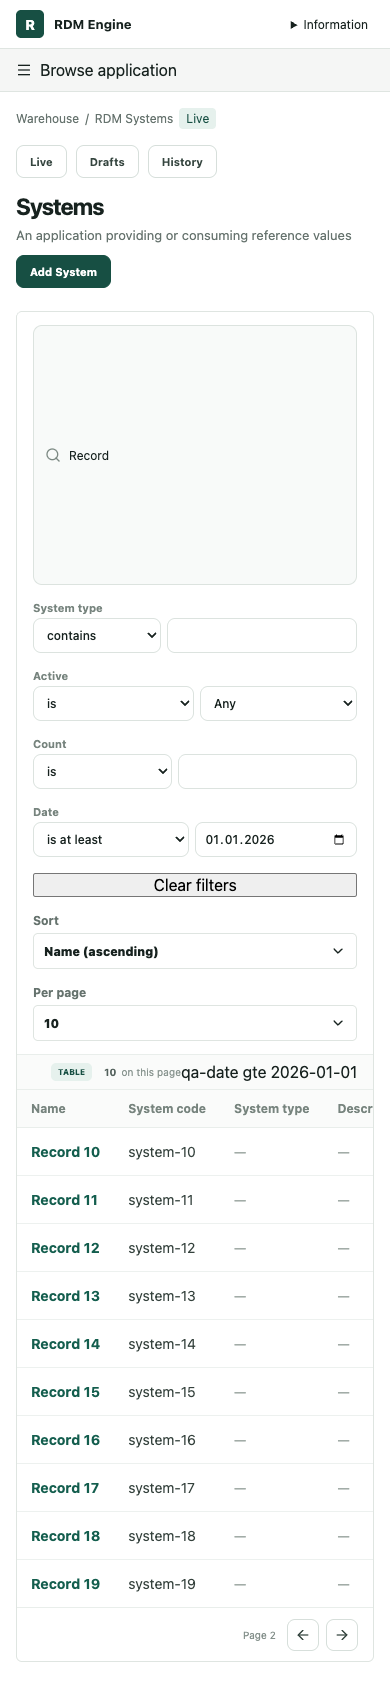 R RDM Engine ▶ Information
☰ Browse application
Warehouse / RDM Systems Live
Live Drafts History
Systems
An application providing or consuming reference values
Add System
Record
System type
contains
Active
is Any
Count
is
Date
is at least 01.01.2026
Clear filters
Sort
Name (ascending)
Per page
10
TABLE 10 on this pageqa-date gte 2026-01-01
Name System code System type Descr
Record 10 system-10 — —
Record 11 system-11 — —
Record 12 system-12 — —
Record 13 system-13 — —
Record 14 system-14 — —
Record 15 system-15 — —
Record 16 system-16 — —
Record 17 system-17 — —
Record 18 system-18 — —
Record 19 system-19 — —
Page 2 ← →